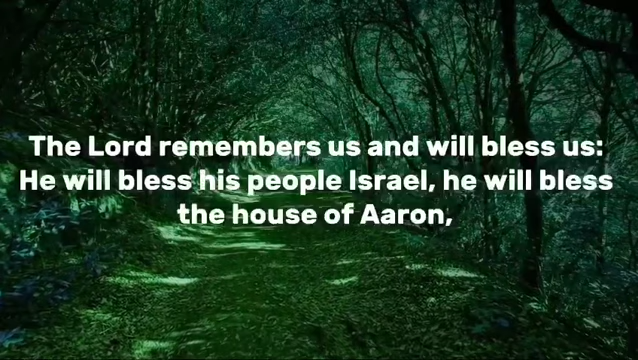 The Lord remembers us and will bless us:
He will bless his people Israel, he will bless
the house of Aaron,